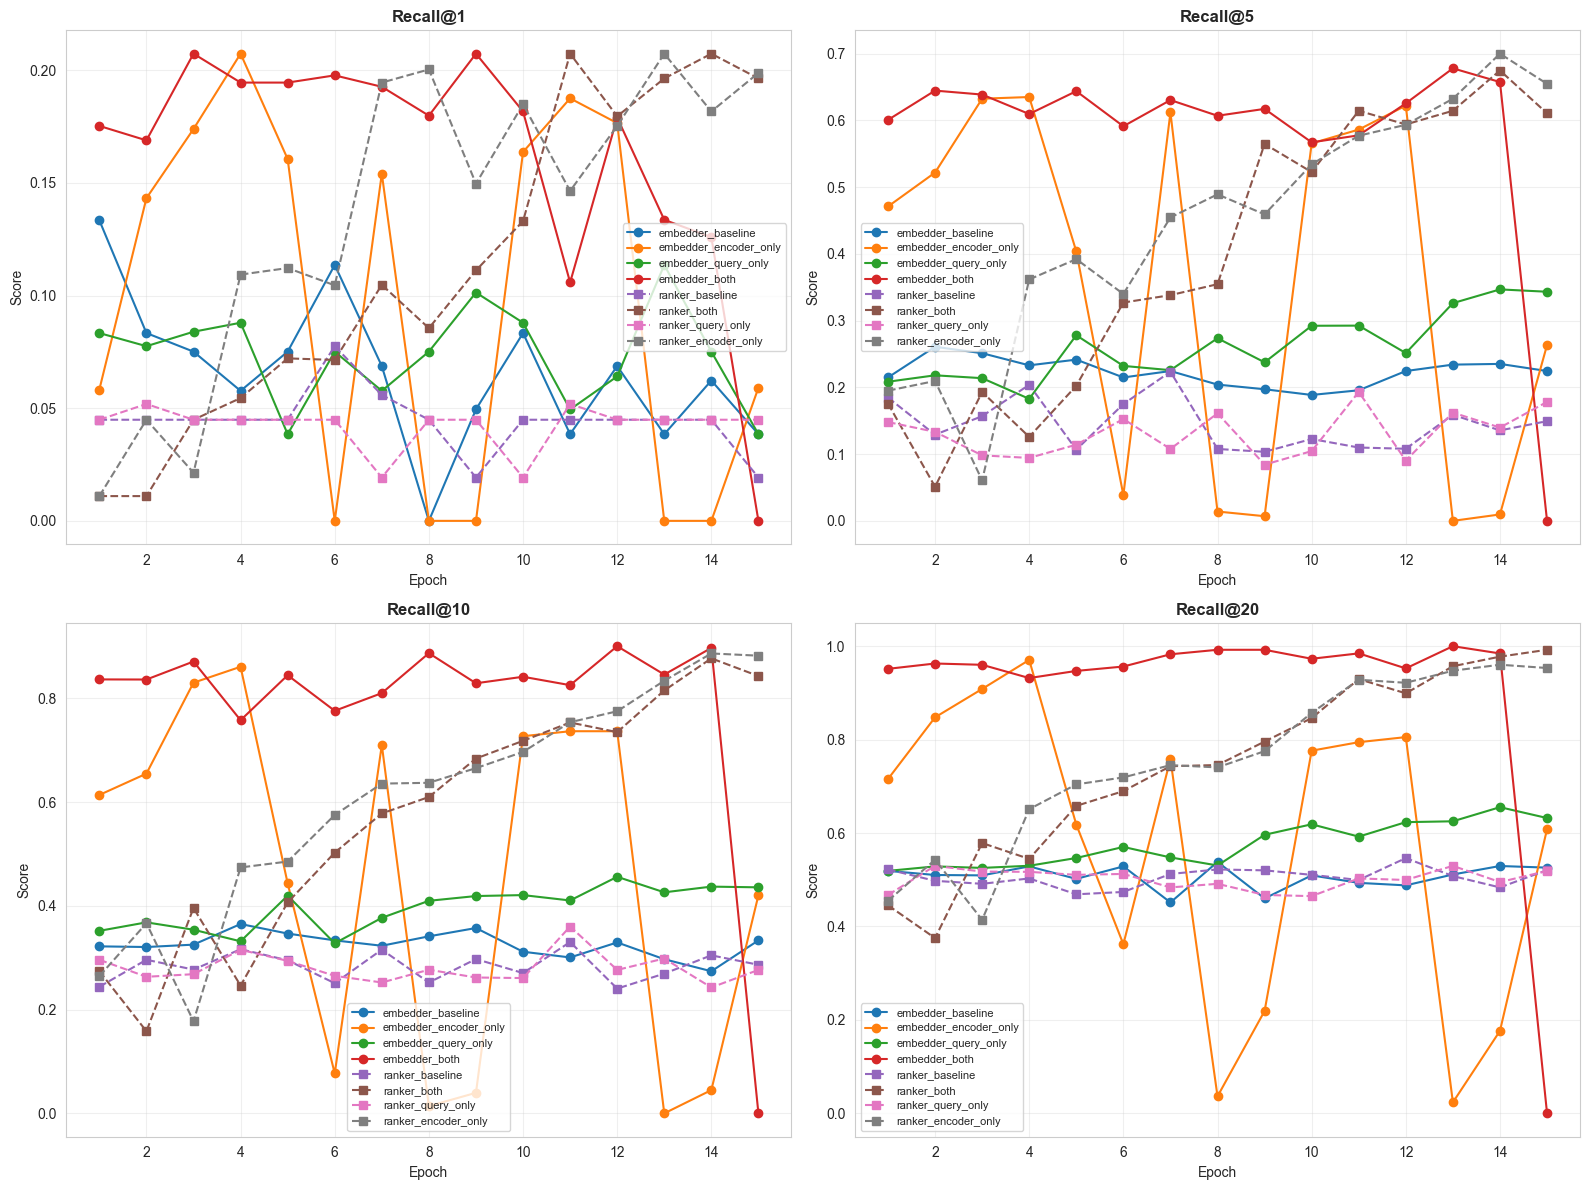 Recall@1
Score
0.20
0.15
0.10
0.05
0.00
embedder_baseline
embedder_encoder_only
embedder_query_only
embedder_both
ranker_baseline
ranker_both
ranker_query_only
ranker_encoder_only
2 4 6 8 10 12 14
Epoch
Recall@5
Score
0.7
0.6
0.5
0.4
0.3
0.2
0.1
0.0
embedder_baseline
embedder_encoder_only
embedder_query_only
embedder_both
ranker_baseline
ranker_both
ranker_query_only
ranker_encoder_only
2 4 6 8 10 12 14
Epoch
Recall@10
Score
0.8
0.6
0.4
0.2
0.0
embedder_baseline
embedder_encoder_only
embedder_query_only
embedder_both
ranker_baseline
ranker_both
ranker_query_only
ranker_encoder_only
2 4 6 8 10 12 14
Epoch
Recall@20
Score
1.0
0.8
0.6
0.4
0.2
0.0
embedder_baseline
embedder_encoder_only
embedder_query_only
embedder_both
ranker_baseline
ranker_both
ranker_query_only
ranker_encoder_only
2 4 6 8 10 12 14
Epoch